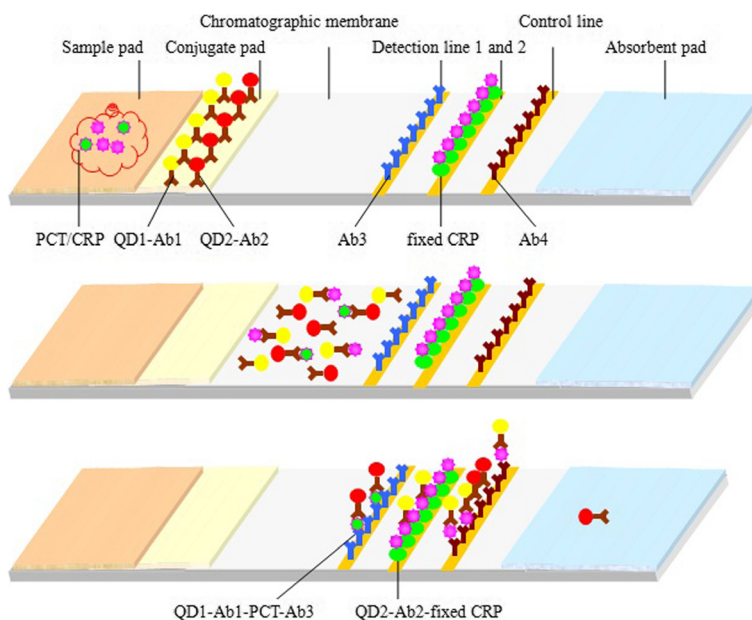 Chromatographic membrane
Control line
Sample pad
Conjugate pad
Detection line 1 and 2
Absorbent pad
PCT/CRP
QD1-Ab1
QD2-Ab2
Ab3
fixed CRP
Ab4
QD1-Ab1-PCT-Ab3
QD2-Ab2-fixed CRP